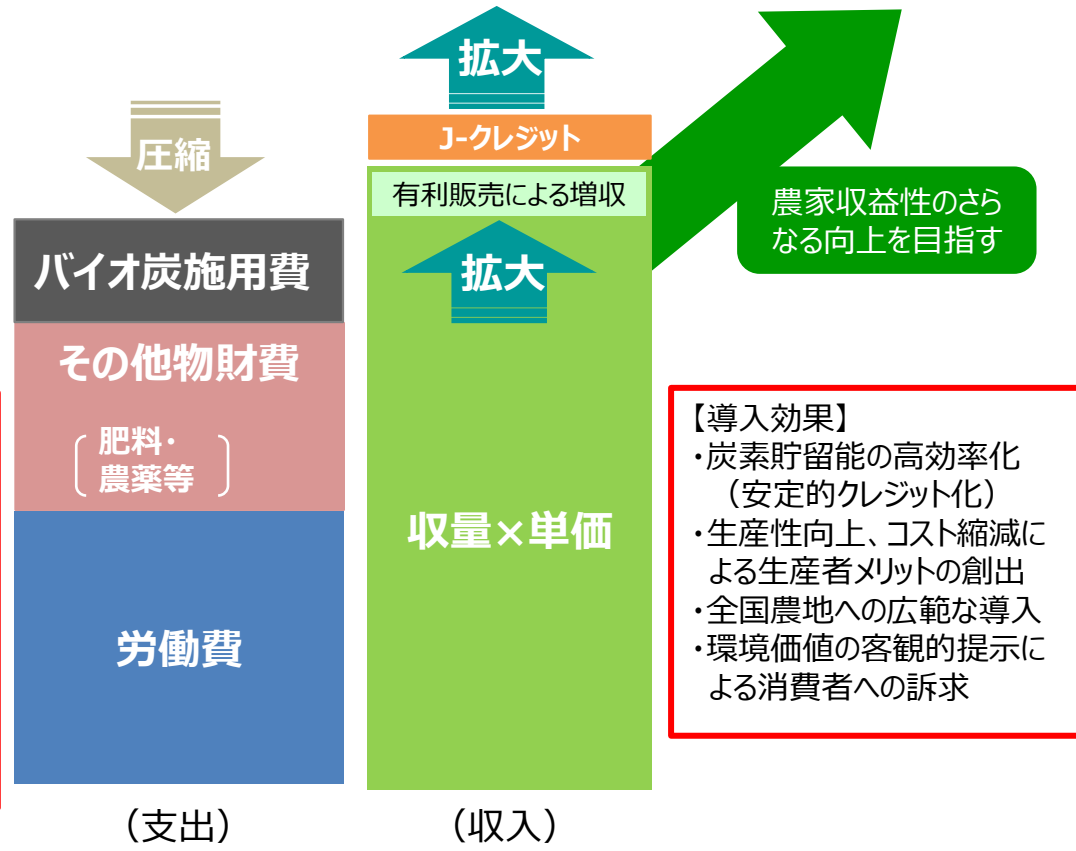 圧縮
バイオ炭施用費
その他物財費
肥料・
農薬等
労働費
（支出）
拡大
J-クレジット
有利販売による増収
拡大
収量×単価
（収入）
農家収益性のさら
なる向上を目指す
【導入効果】
・炭素貯留能の高効率化
（安定的クレジット化）
・生産性向上、コスト縮減に
よる生産者メリットの創出
・全国農地への広範な導入
・環境価値の客観的提示に
よる消費者への訴求